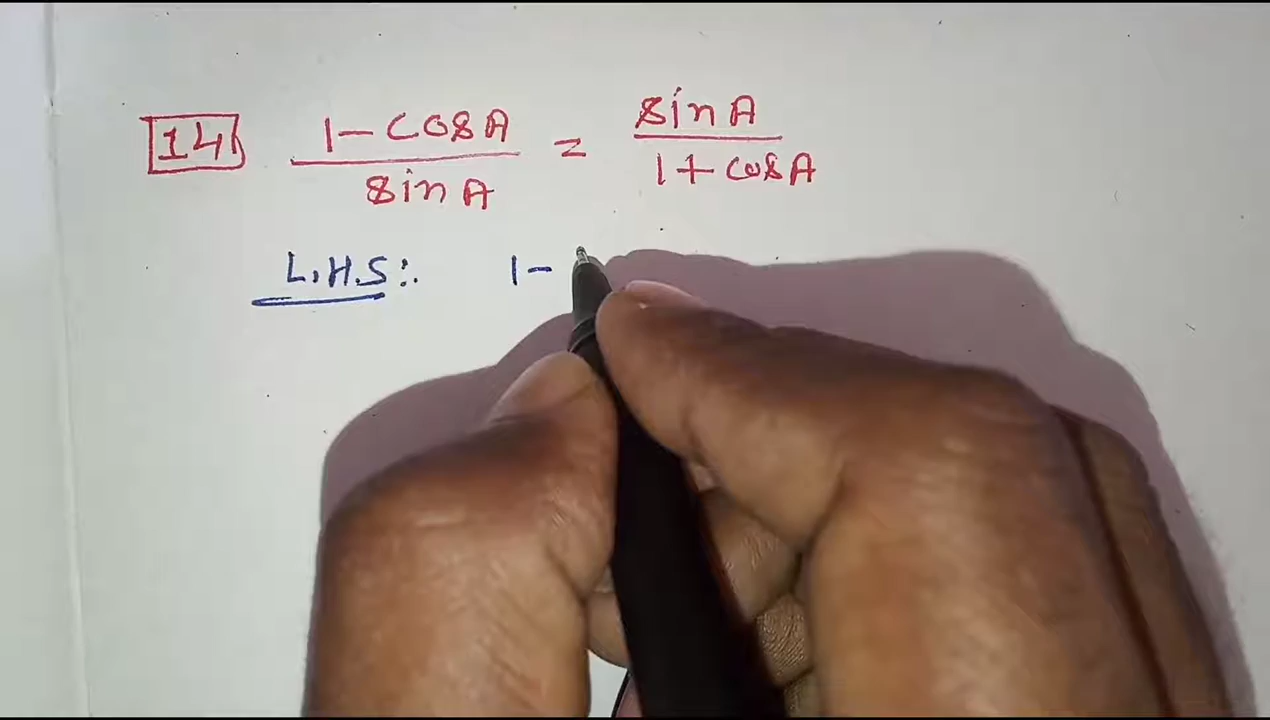 14 (1 - cosA)/(sinA) = (sinA)/(1 + cosA)
L.H.S:. 1 -